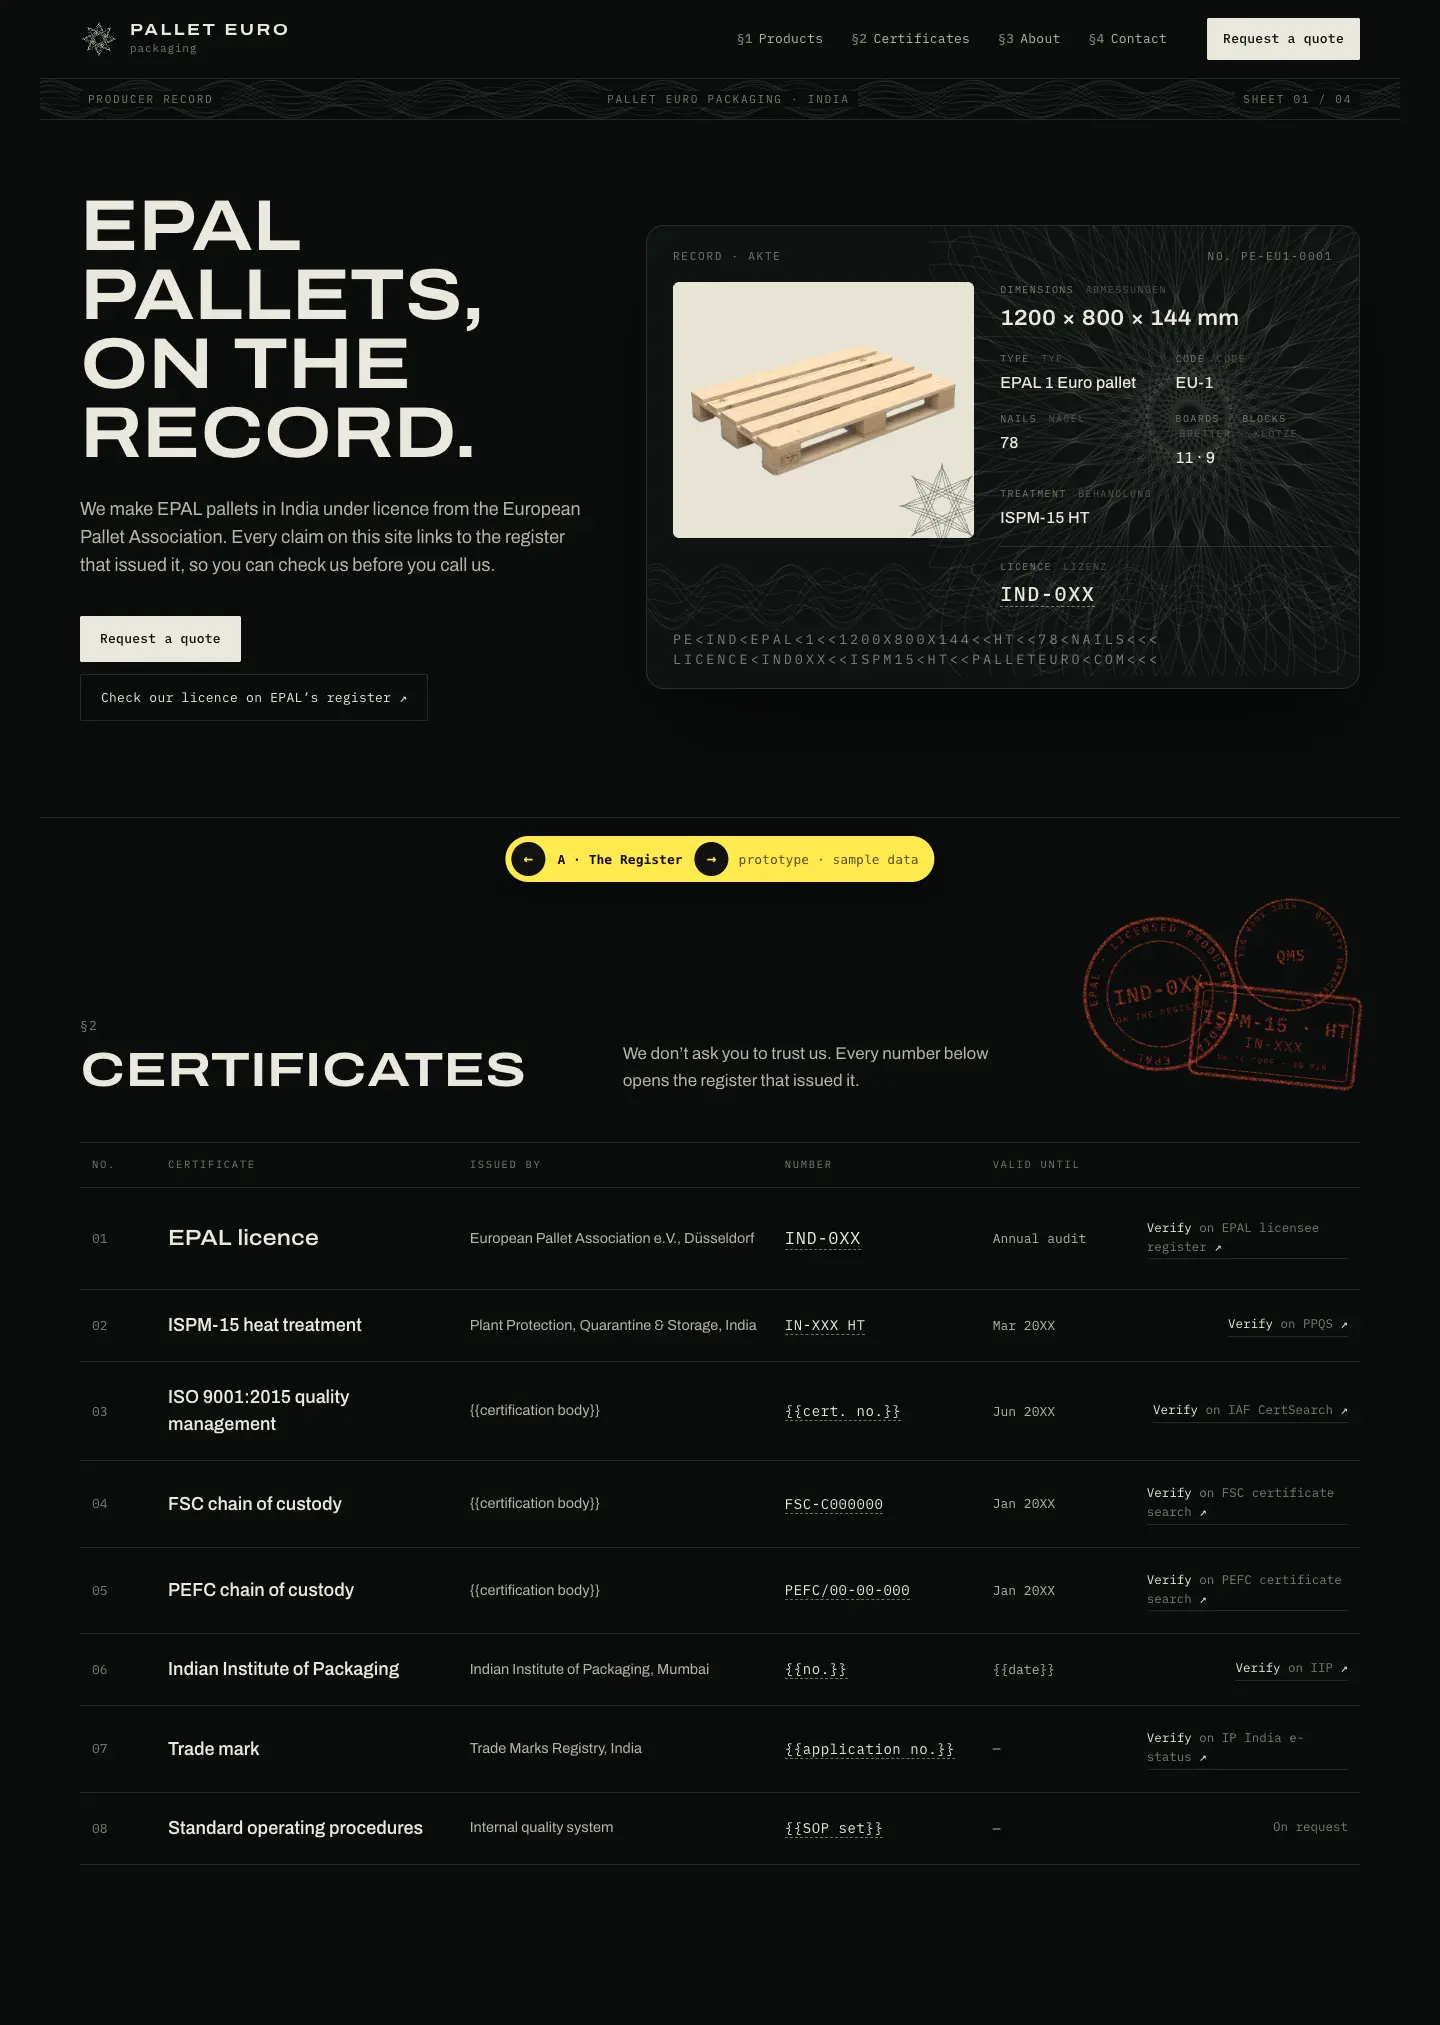 PALLET EURO
packaging
§1 Products
§2 Certificates
§3 About
§4 Contact
Request a quote
PRODUCER RECORD
PALLET EURO PACKAGING · INDIA
SHEET 01 / 04
EPAL
PALLETS,
ON THE
RECORD.
We make EPAL pallets in India under licence from the European
Pallet Association. Every claim on this site links to the register
that issued it, so you can check us before you call us.
Request a quote
Check our licence on EPAL’s register ↗
RECORD · AKTE
NO. PE-EU1-0001
DIMENSIONS ABMESSUNGEN
1200 × 800 × 144 mm
TYPE TYP
EPAL 1 Euro pallet
CODE CODE
EU-1
NAILS NÄGEL
78
BOARDS / BLOCKS
BRETTER · KLÖTZE
11 · 9
TREATMENT BEHANDLUNG
ISPM-15 HT
LICENCE LIZENZ
IND-0XX
PE<IND<EPAL<1<<1200X800X144<<HT<<78<NAILS<<<
LICENCE<IND0XX<<ISPM15<HT<<PALLETEURO<COM<<<
← A · The Register → prototype · sample data
EPAL · LICENSED PRODUCER · INDIA · EPAL ·
IND-0XX
ON THE REGISTER
QMS
ISPM-15 · HT
IN-XXX
§2
CERTIFICATES
We don’t ask you to trust us. Every number below
opens the register that issued it.
NO. CERTIFICATE ISSUED BY NUMBER VALID UNTIL
01 EPAL licence European Pallet Association e.V., Düsseldorf IND-0XX Annual audit Verify on EPAL licensee
register ↗
02 ISPM-15 heat treatment Plant Protection, Quarantine & Storage, India IN-XXX HT Mar 20XX Verify on PPQS ↗
03 ISO 9001:2015 quality
management {{certification body}} {{cert. no.}} Jun 20XX Verify on IAF CertSearch ↗
04 FSC chain of custody {{certification body}} FSC-C000000 Jan 20XX Verify on FSC certificate
search ↗
05 PEFC chain of custody {{certification body}} PEFC/00-00-000 Jan 20XX Verify on PEFC certificate
search ↗
06 Indian Institute of Packaging Indian Institute of Packaging, Mumbai {{no.}} {{date}} Verify on IIP ↗
07 Trade mark Trade Marks Registry, India {{application no.}} — Verify on IP India e-
status ↗
08 Standard operating procedures Internal quality system {{SOP set}} — On request